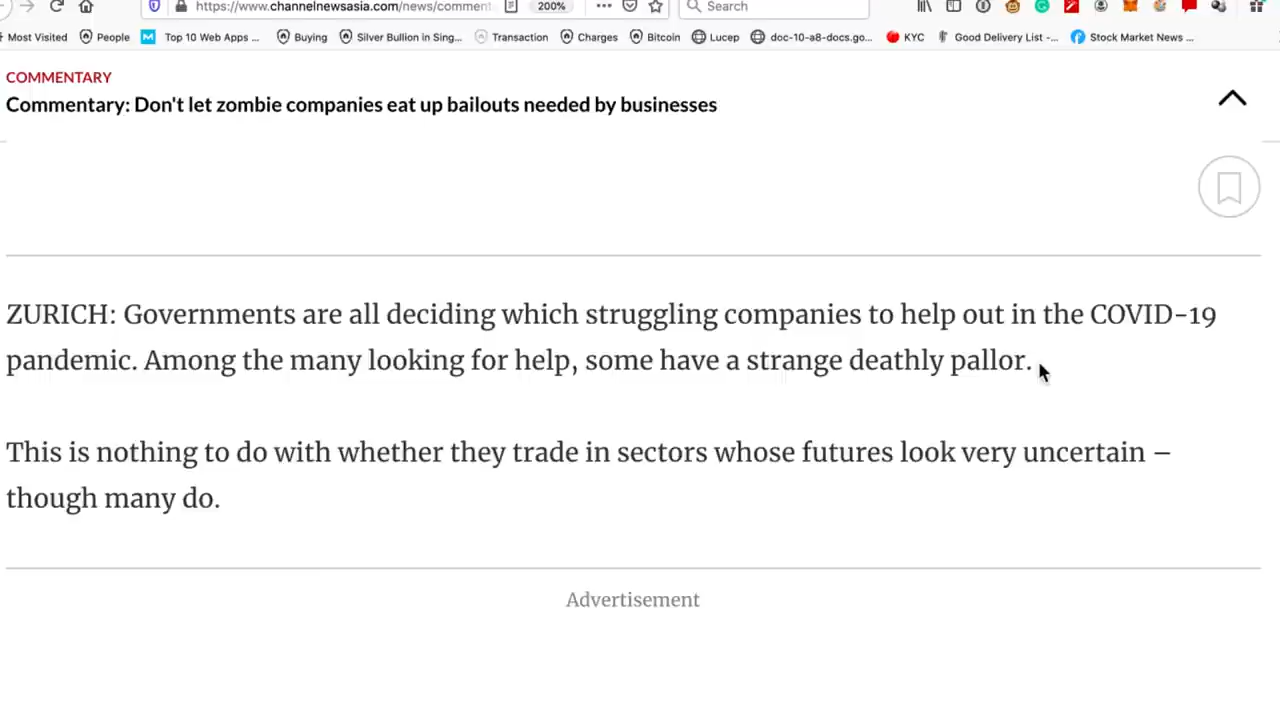 https://www.channelnewsasia.com/news/comment
200%
Search
Most Visited
People
Top 10 Web Apps ...
Buying
Silver Bullion in Sing...
Transaction
Charges
Bitcoin
Lucep
doc-10-a8-docs.go...
KYC
Good Delivery List -...
Stock Market News ...
COMMENTARY
Commentary: Don't let zombie companies eat up bailouts needed by businesses
ZURICH: Governments are all deciding which struggling companies to help out in the COVID-19
pandemic. Among the many looking for help, some have a strange deathly pallor.
This is nothing to do with whether they trade in sectors whose futures look very uncertain –
though many do.
Advertisement